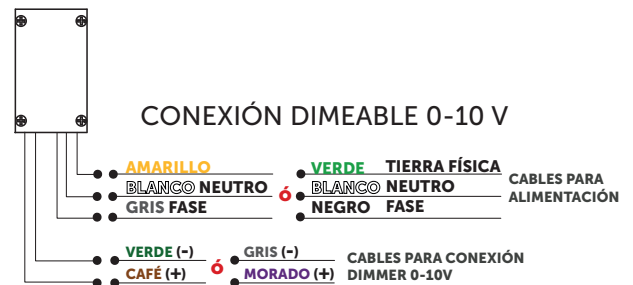 CONEXIÓN DIMEABLE 0-10 V
AMARILLO
VERDE TIERRA FÍSICA
BLANCO NEUTRO ó BLANCO NEUTRO
GRIS FASE
NEGRO FASE
CABLES PARA
ALIMENTACIÓN
VERDE (-) ó GRIS (-)
CAFÉ (+)
MORADO (+)
CABLES PARA CONEXIÓN
DIMMER 0-10V